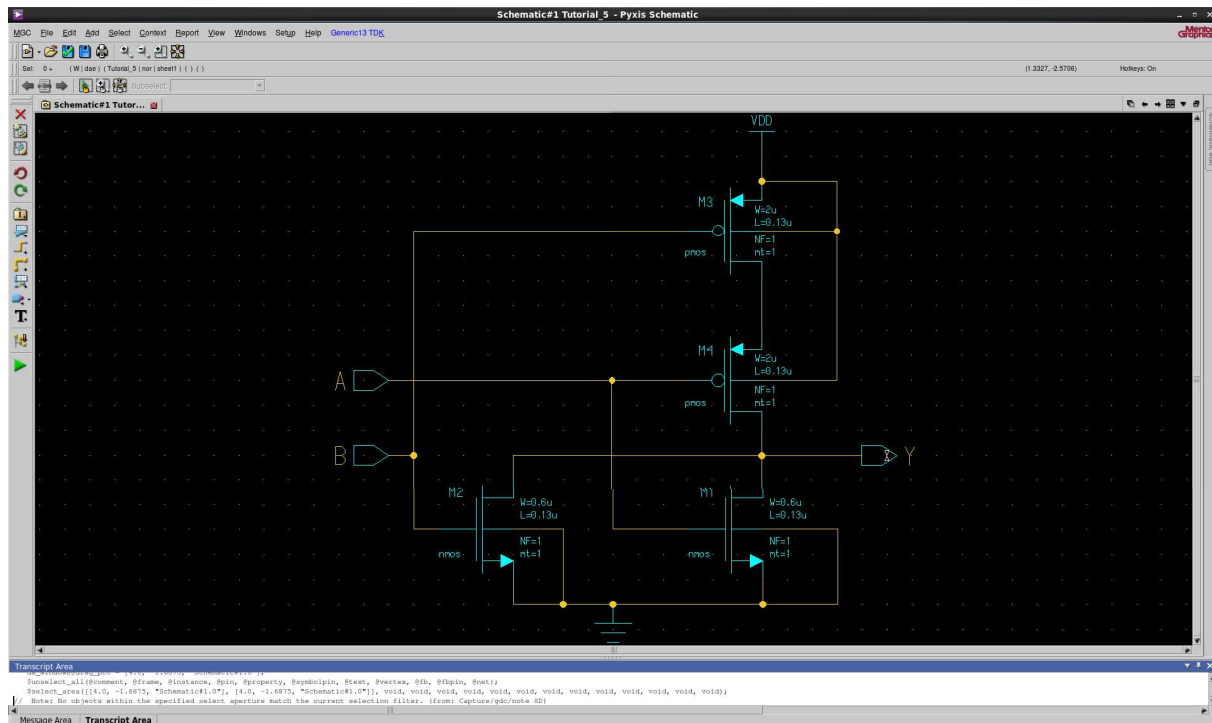 Schematic#1 Tutorial_5 - Pyxis Schematic
MGC File Edit Add Select Context Report View Windows Setup Help Generic13 TDK
Mentor
Graphics
Sel: 0 + (W | dae ) ( Tutorial_5 | nor | sheet1 ) ( ) ( )
(1.3327, -2.5706)
Hotkeys: On
Subselect:
Schematic#1 Tutor...
VDD
M3
W=2u
L=0.13u
NF=1
pmos
mt=1
M4
W=2u
L=0.13u
A
NF=1
pmos
mt=1
B
Y
M2
W=0.6u
L=0.13u
NF=1
nmos
mt=1
M1
W=0.6u
L=0.13u
NF=1
nmos
mt=1
Transcript Area
$unselect_all(@comment, @frame, @instance, @pin, @property, @symbolpin, @text, @vertex, @fb, @fbpin, @net);
$select_area([[4.0, -1.6875, "Schematic#1.0"], [4.0, -1.6875, "Schematic#1.0"]], void, void, void, void, void, void, void, void, void, void, void, void, void);
// Note: No objects within the specified select aperture match the current selection filter. (from: Capture/gdc/note 8D)
Message Area Transcript Area